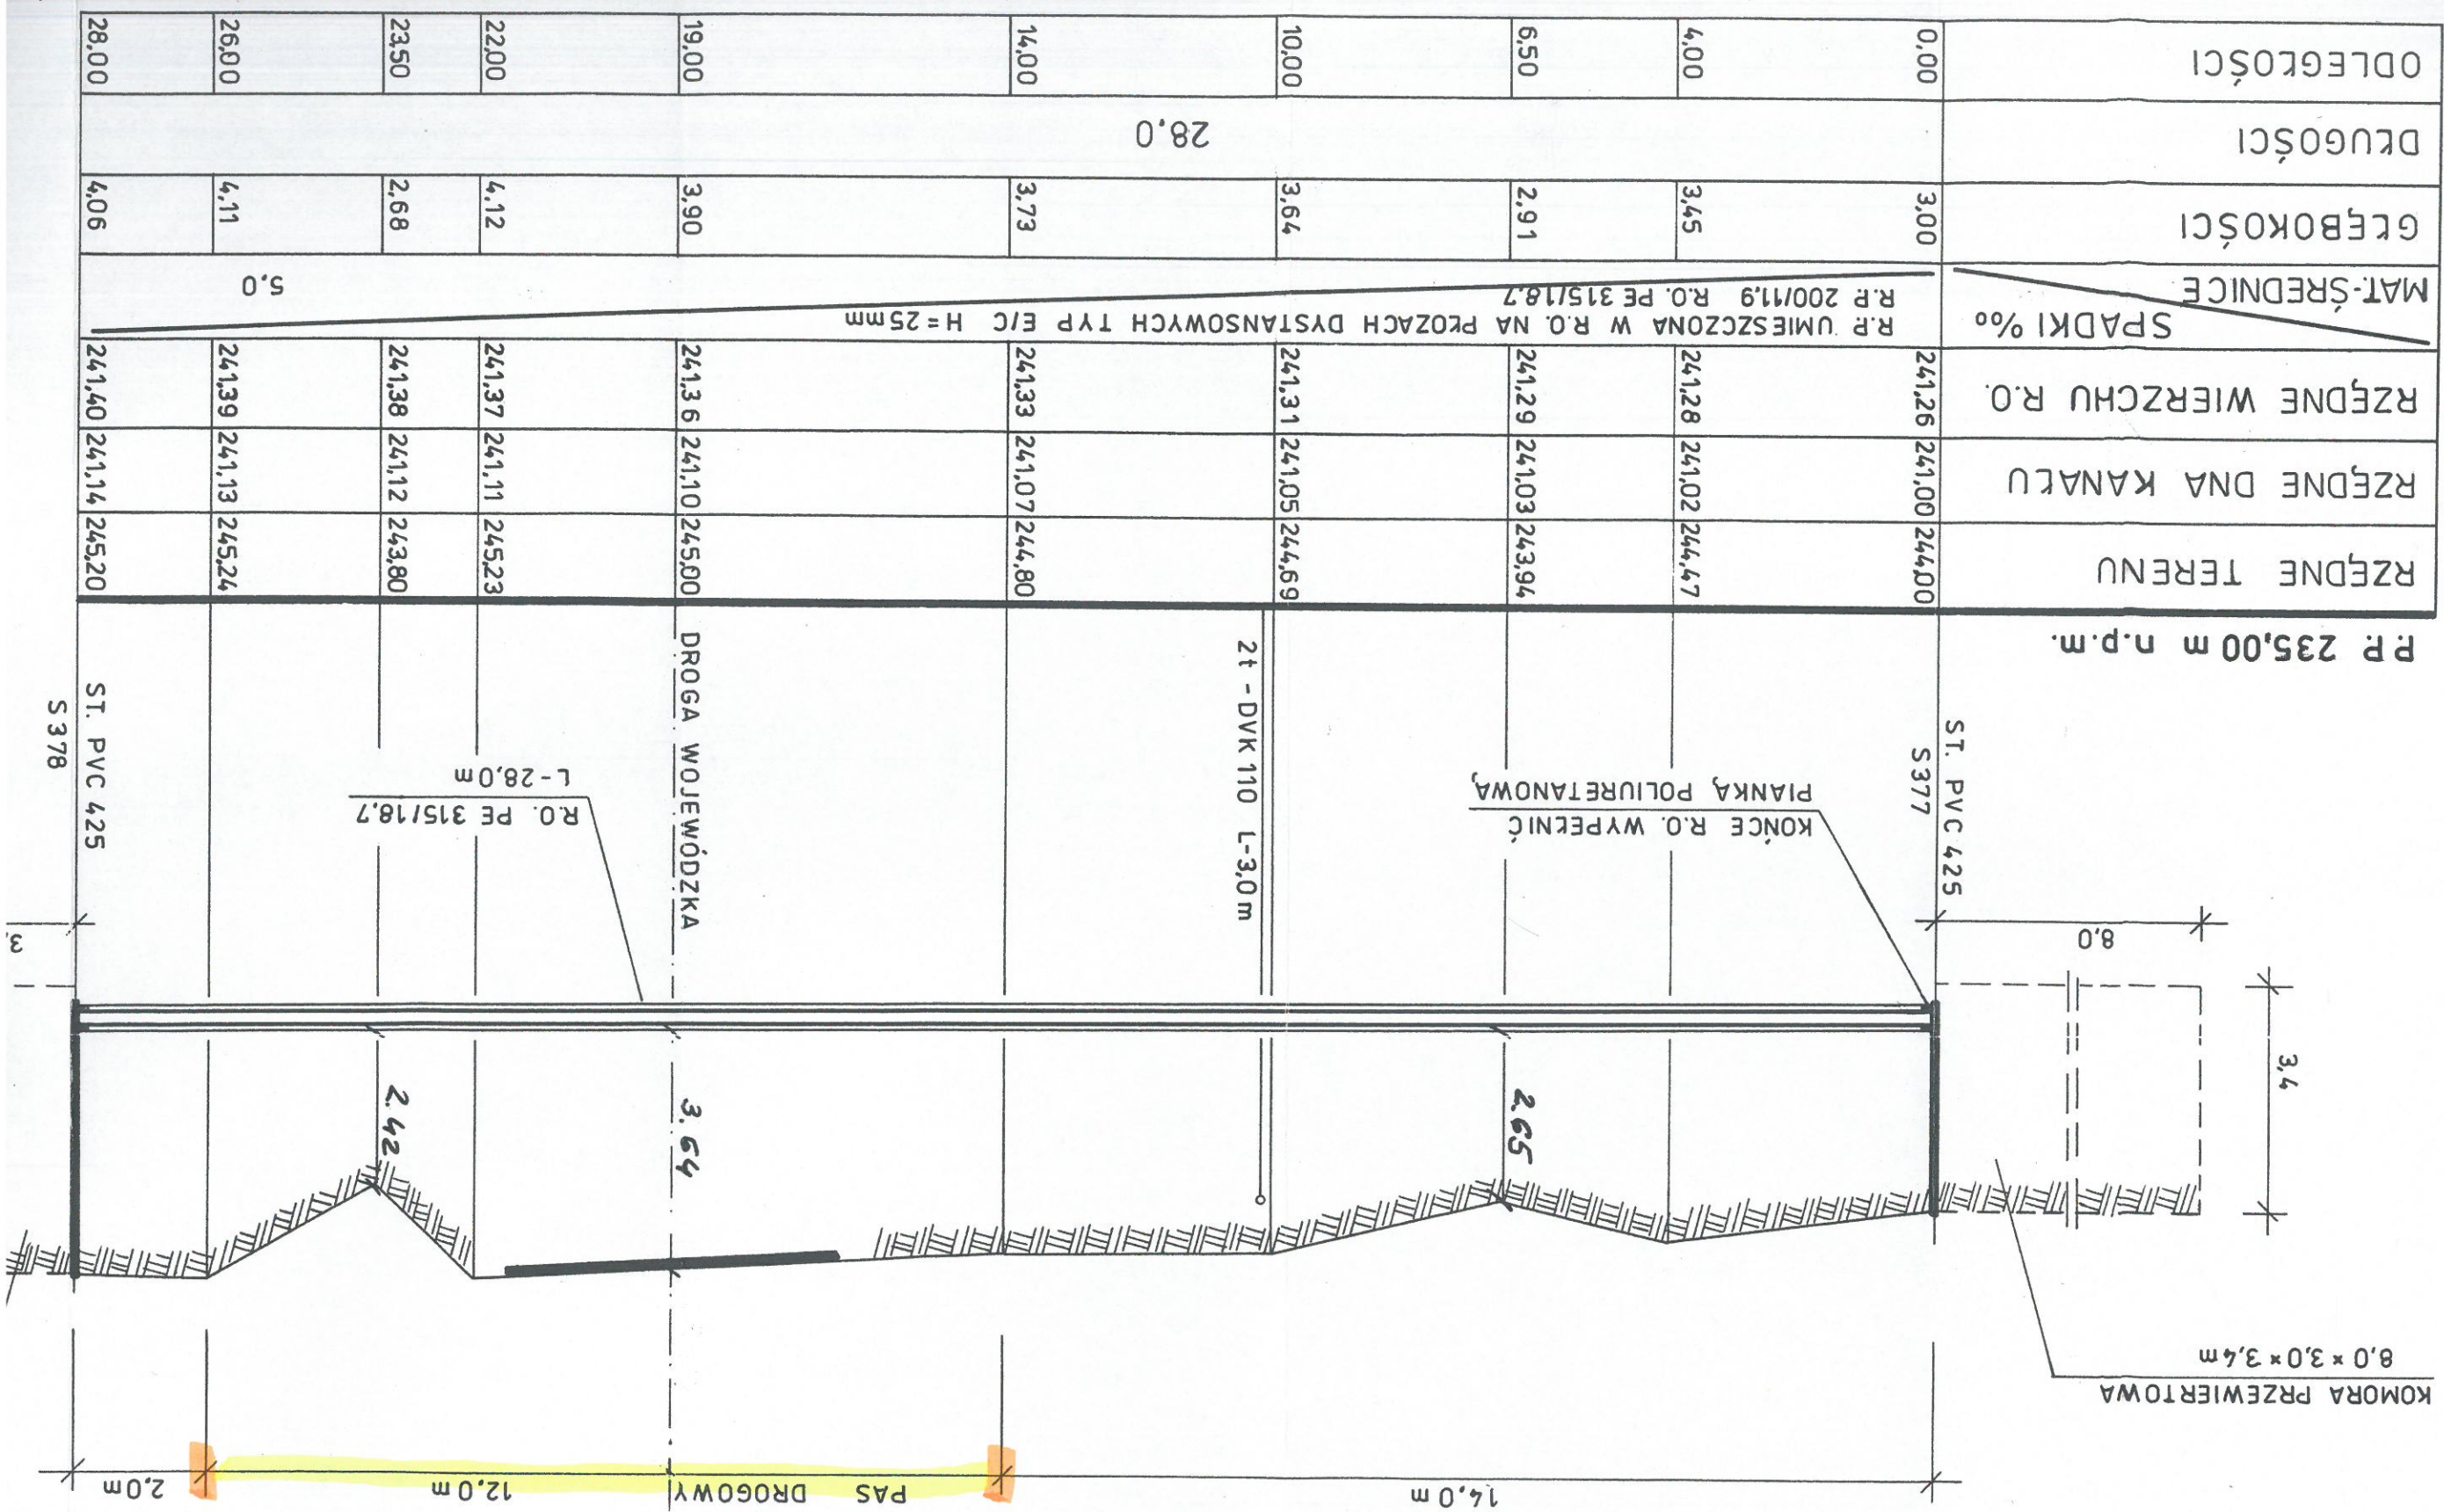 14,0 m
PAS DROGOWY
12,0 m
2,0 m
KOMORA PRZEWIERTOWA
8,0 × 3,0 × 3,4 m
3,4
8,0
2.65
3.64
2.42
KOŃCE R.O. WYPEŁNIĆ
PIANKĄ POLIURETANOWĄ
R.O. PE 315/18,7
L-28,0m
ST. PVC 425
S 377
2t - DVK 110 L-3,0 m
DROGA WOJEWÓDZKA
ST. PVC 425
S 378
P.P. 235,00 m n.p.m.
RZĘDNE TERENU
244,00 244,47 243,94 244,69 244,80 245,00 245,23 243,80 245,24 245,20
RZĘDNE DNA KANAŁU
241,00 241,02 241,03 241,05 241,07 241,10 241,11 241,12 241,13 241,14
RZĘDNE WIERZCHU R.O.
241,26 241,28 241,29 241,31 241,33 241,36 241,37 241,38 241,39 241,40
SPADKI ‰
MAT.-ŚREDNICE
R.P. UMIESZCZONA W R.O. NA PŁOZACH DYSTANSOWYCH TYP E/C H=25mm
R.P. 200/11,9 R.O. PE 315/18,7
5,0
GŁĘBOKOŚCI
3,00 3,45 2,91 3,64 3,73 3,90 4,12 2,68 4,11 4,06
DŁUGOŚCI
28,0
ODLEGŁOŚCI
0,00 4,00 6,50 10,00 14,00 19,00 22,00 23,50 26,00 28,00